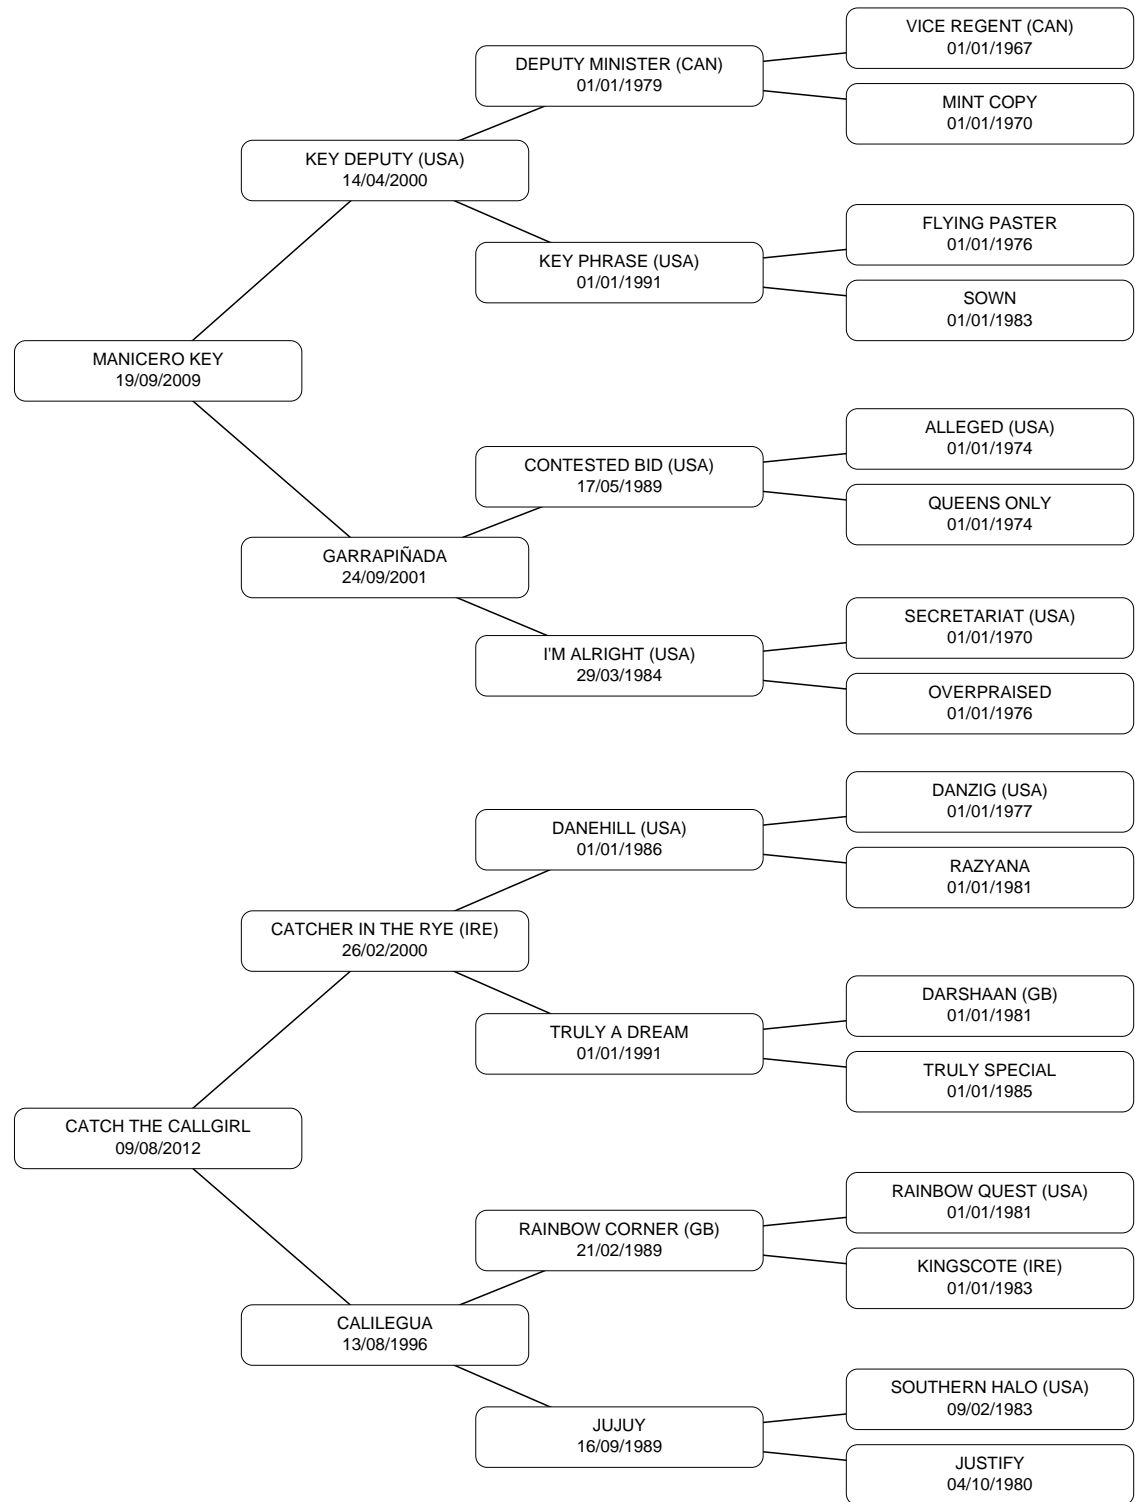 VICE REGENT (CAN)
01/01/1967
DEPUTY MINISTER (CAN)
01/01/1979
MINT COPY
01/01/1970
KEY DEPUTY (USA)
14/04/2000
FLYING PASTER
01/01/1976
KEY PHRASE (USA)
01/01/1991
SOWN
01/01/1983
MANICERO KEY
19/09/2009
ALLEGED (USA)
01/01/1974
CONTESTED BID (USA)
17/05/1989
QUEENS ONLY
01/01/1974
GARRAPIÑADA
24/09/2001
SECRETARIAT (USA)
01/01/1970
I'M ALRIGHT (USA)
29/03/1984
OVERPRAISED
01/01/1976
DANZIG (USA)
01/01/1977
DANEHILL (USA)
01/01/1986
RAZYANA
01/01/1981
CATCHER IN THE RYE (IRE)
26/02/2000
DARSHAAN (GB)
01/01/1981
TRULY A DREAM
01/01/1991
TRULY SPECIAL
01/01/1985
CATCH THE CALLGIRL
09/08/2012
RAINBOW QUEST (USA)
01/01/1981
RAINBOW CORNER (GB)
21/02/1989
KINGSCOTE (IRE)
01/01/1983
CALILEGUA
13/08/1996
SOUTHERN HALO (USA)
09/02/1983
JUJUY
16/09/1989
JUSTIFY
04/10/1980